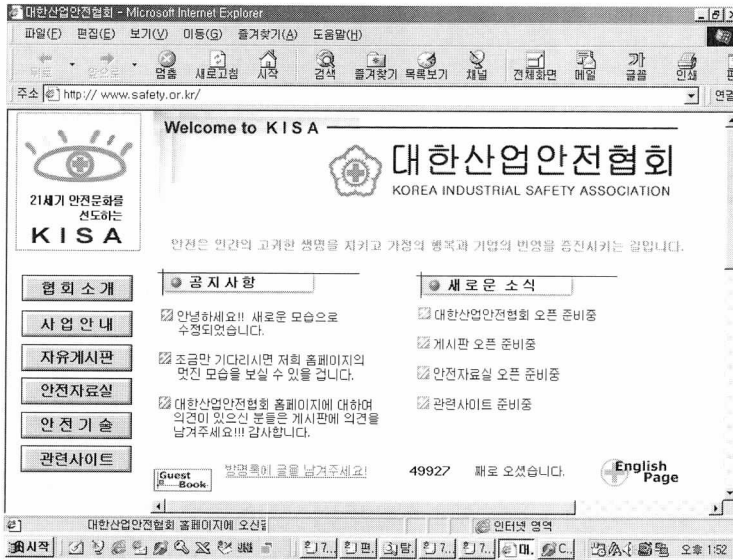 대한산업안전협회 - Microsoft Internet Explorer
파일(F) 편집(E) 보기(V) 이동(G) 즐겨찾기(A) 도움말(H)
뒤로 앞으로 멈춤 새로고침 시작 검색 즐겨찾기 목록보기 채널 전체화면 메일 글꼴 인쇄
주소 http:// www.safety.or.kr/ 연결
Welcome to KISA
대한산업안전협회
KOREA INDUSTRIAL SAFETY ASSOCIATION
21세기 안전문화를
선도하는
KISA
안전은 인간의 고귀한 생명을 지키고 가정의 행복과 기업의 번영을 증진시키는 길입니다.
협회소개
사업안내
자유게시판
안전자료실
안전기술
관련사이트
공지사항
안녕하세요!! 새로운 모습으로
수정되었습니다.
조금만 기다리시면 저희 홈페이지의
멋진 모습을 보실 수 있을 겁니다.
대한산업안전협회 홈페이지에 대하여
의견이 있으신 분들은 게시판에 의견을
남겨주세요!!! 감사합니다.
새로운 소식
대한산업안전협회 오픈 준비중
게시판 오픈 준비중
안전자료실 오픈 준비중
관련사이트 준비중
Guest
Book
방명록에 글을 남겨주세요!
49927 째로 오셨습니다.
English
Page
대한산업안전협회 홈페이지에 오신
인터넷 영역
시작 7... 편. 탐. 7... 7... 대. C... 오후 1:52